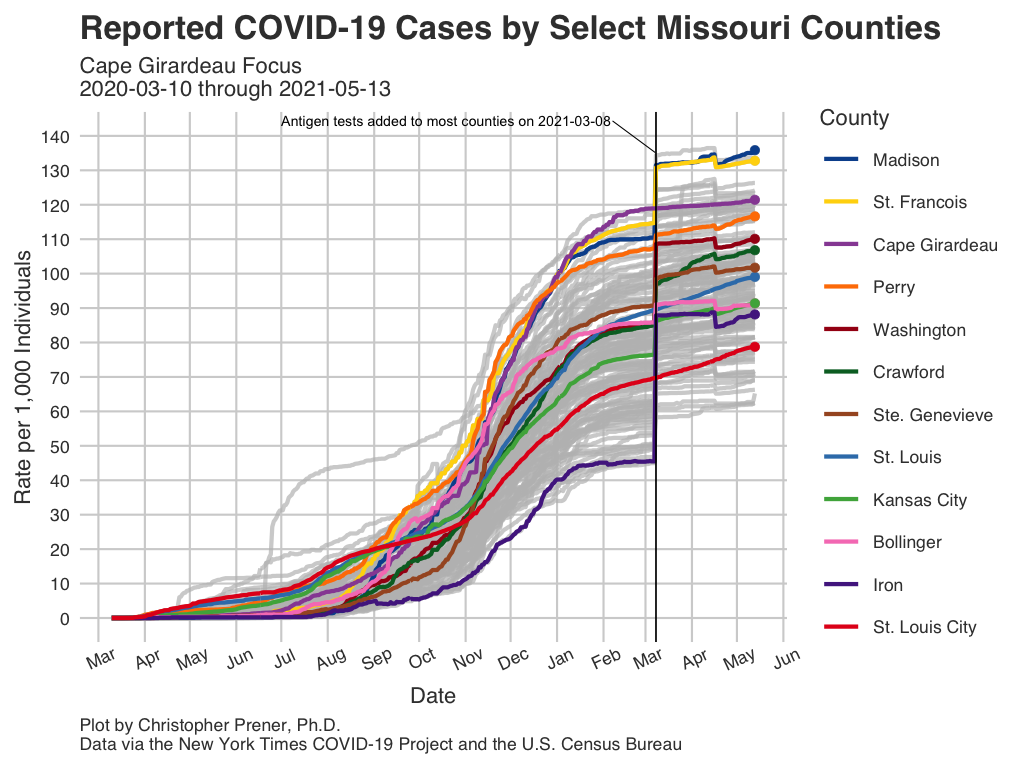 Reported COVID-19 Cases by Select Missouri Counties
Cape Girardeau Focus
2020-03-10 through 2021-05-13
Antigen tests added to most counties on 2021-03-08
Rate per 1,000 Individuals
140
130
120
110
100
90
80
70
60
50
40
30
20
10
0
Mar Apr May Jun Jul Aug Sep Oct Nov Dec Jan Feb Mar Apr May Jun
Date
County
Madison
St. Francois
Cape Girardeau
Perry
Washington
Crawford
Ste. Genevieve
St. Louis
Kansas City
Bollinger
Iron
St. Louis City
Plot by Christopher Prener, Ph.D.
Data via the New York Times COVID-19 Project and the U.S. Census Bureau